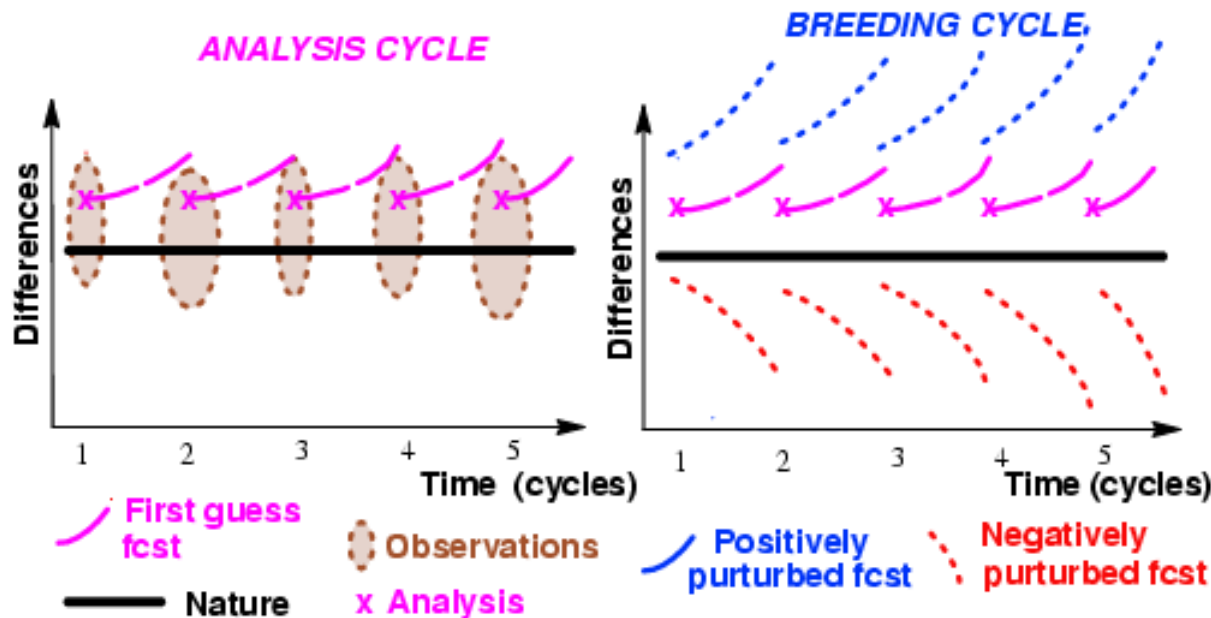 ANALYSIS CYCLE
BREEDING CYCLE
Differences
x x x x x
1 2 3 4 5
Time (cycles)
Differences
x x x x x
1 2 3 4 5
Time (cycles)
First guess
fcst
Observations
Nature
x Analysis
Positively
purturbed fcst
Negatively
purturbed fcst